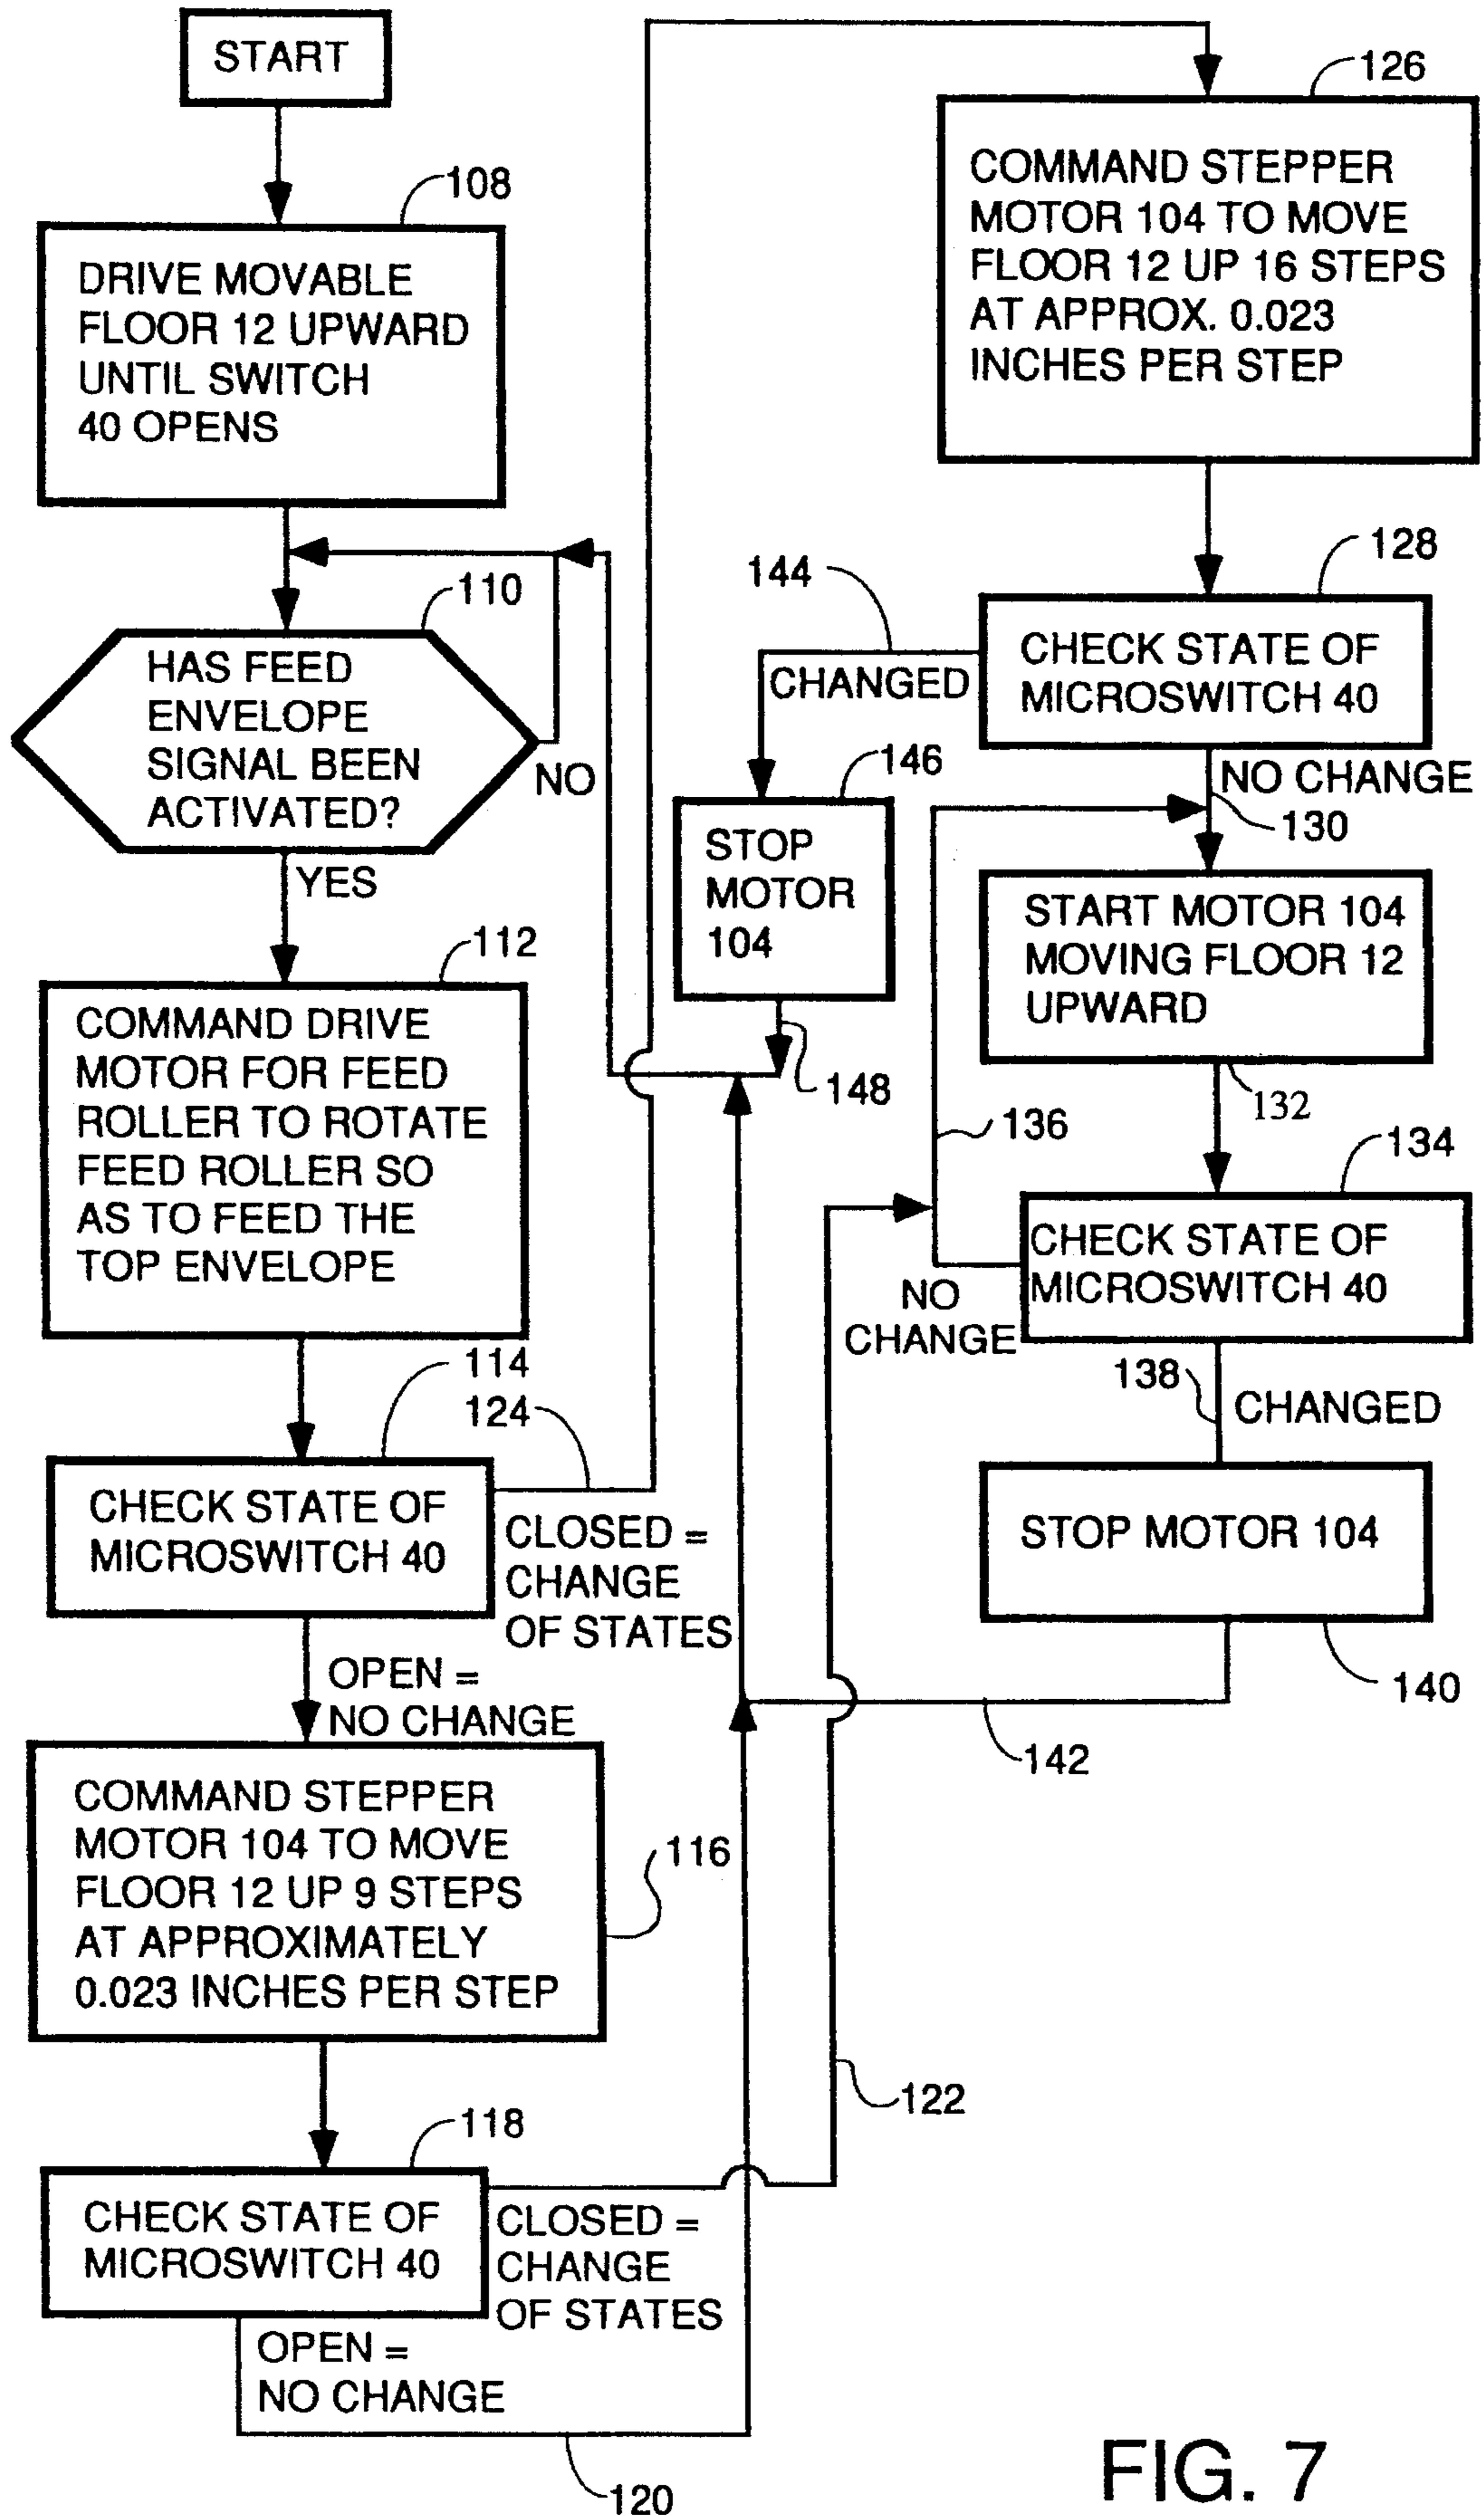 START
108
DRIVE MOVABLE
FLOOR 12 UPWARD
UNTIL SWITCH
40 OPENS
110
HAS FEED
ENVELOPE
SIGNAL BEEN
ACTIVATED?
NO
YES
112
COMMAND DRIVE
MOTOR FOR FEED
ROLLER TO ROTATE
FEED ROLLER SO
AS TO FEED THE
TOP ENVELOPE
114
124
CHECK STATE OF
MICROSWITCH 40
CLOSED =
CHANGE
OF STATES
OPEN =
NO CHANGE
COMMAND STEPPER
MOTOR 104 TO MOVE
FLOOR 12 UP 9 STEPS
AT APPROXIMATELY
0.023 INCHES PER STEP
116
118
CHECK STATE OF
MICROSWITCH 40
CLOSED =
CHANGE
OF STATES
OPEN =
NO CHANGE
120
122
126
COMMAND STEPPER
MOTOR 104 TO MOVE
FLOOR 12 UP 16 STEPS
AT APPROX. 0.023
INCHES PER STEP
128
144
CHECK STATE OF
MICROSWITCH 40
CHANGED
146
STOP
MOTOR
104
148
NO CHANGE
130
START MOTOR 104
MOVING FLOOR 12
UPWARD
132
136
134
CHECK STATE OF
MICROSWITCH 40
NO
CHANGE
138
CHANGED
STOP MOTOR 104
140
142
FIG. 7